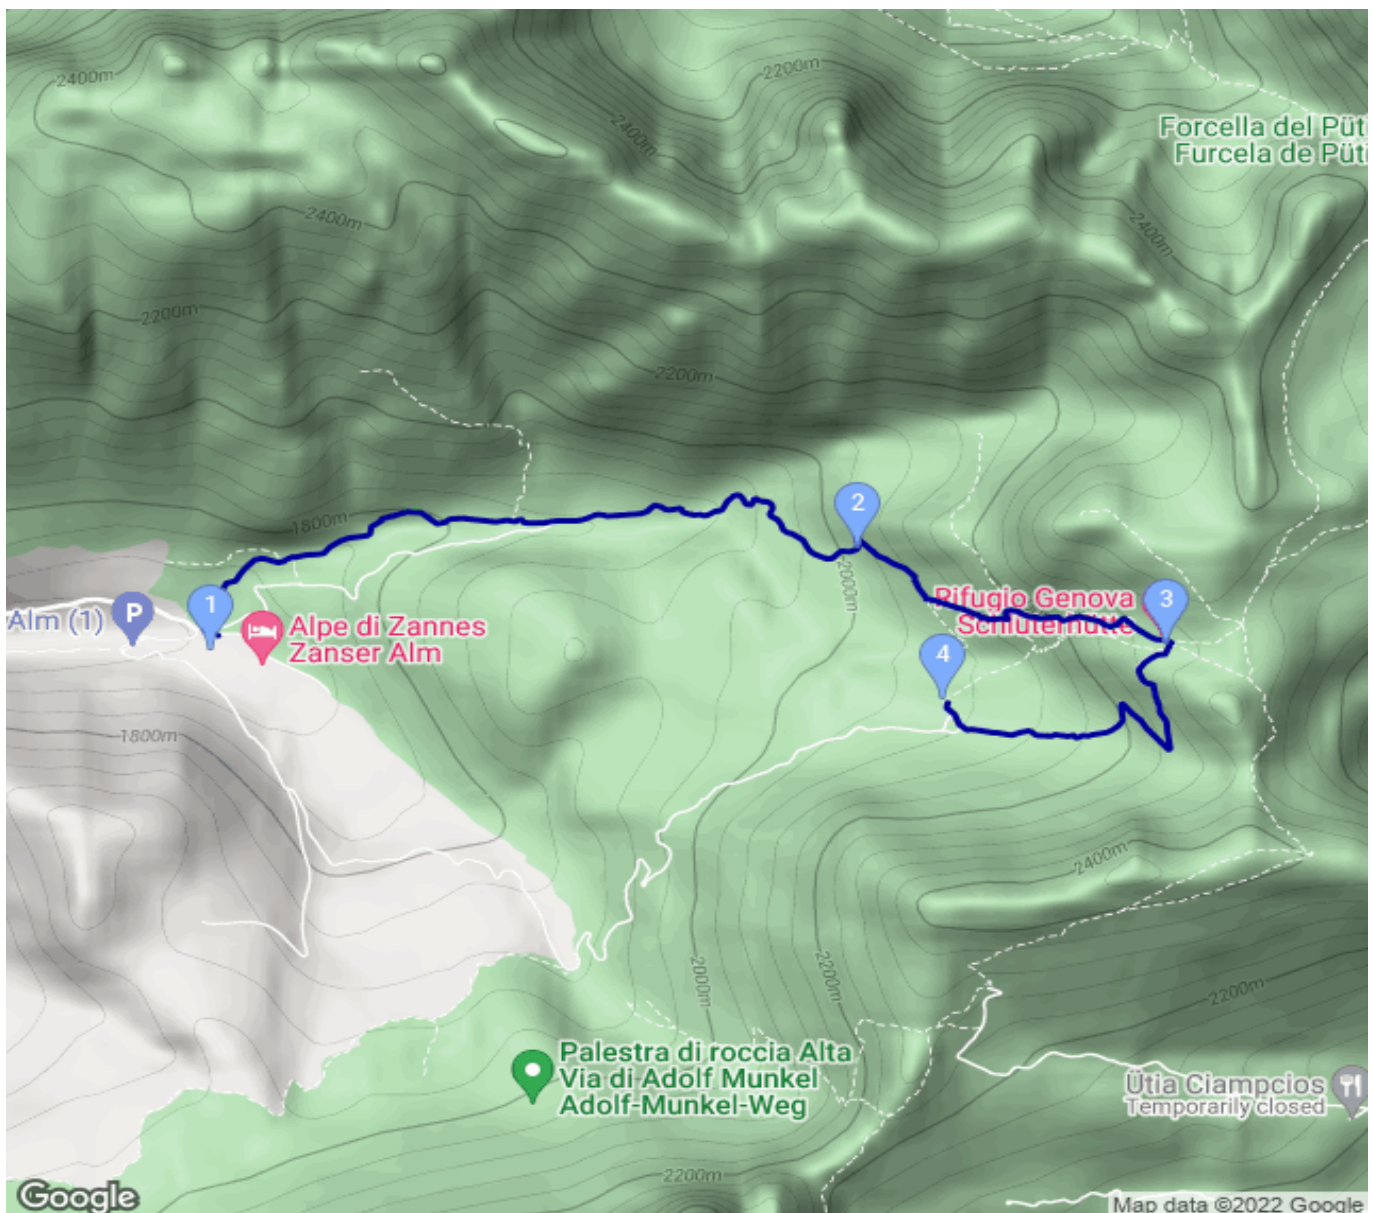 2400m
2200m
2400m
Forcella del Püti
Furcela de Püti
2400m
2400m
2200m
2200m
1800m
2
2000m
1
P
Alm (1)
Alpe di Zannes
Zanser Alm
Rifugio Genova
Schlüterhütte
3
4
1800m
2400m
2000m
2200m
2200m
Palestra di roccia Alta
Via di Adolf Munkel
Adolf-Munkel-Weg
Ütia Ciampcios
Temporarily closed
2200m
Google
Map data ©2022 Google